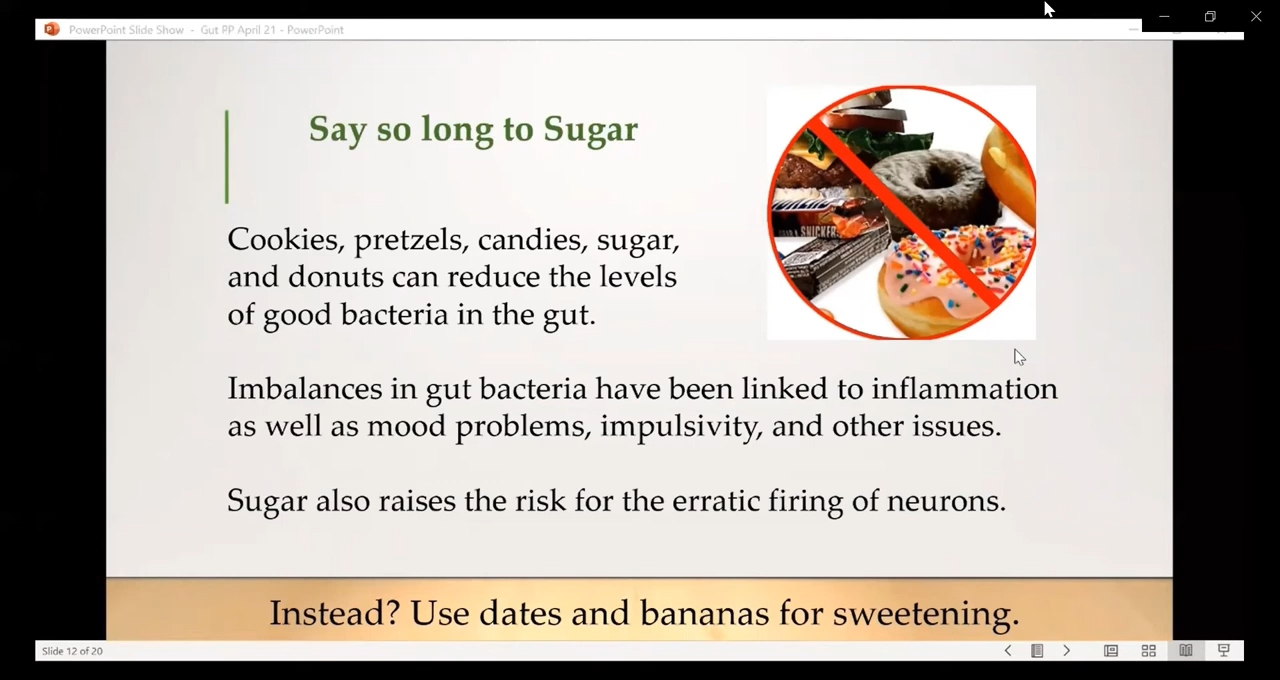 PowerPoint Slide Show - Gut PP April 21 - PowerPoint
Say so long to Sugar
SNICKER
Cookies, pretzels, candies, sugar,
and donuts can reduce the levels
of good bacteria in the gut.
Imbalances in gut bacteria have been linked to inflammation
as well as mood problems, impulsivity, and other issues.
Sugar also raises the risk for the erratic firing of neurons.
Instead? Use dates and bananas for sweetening.
Slide 12 of 20